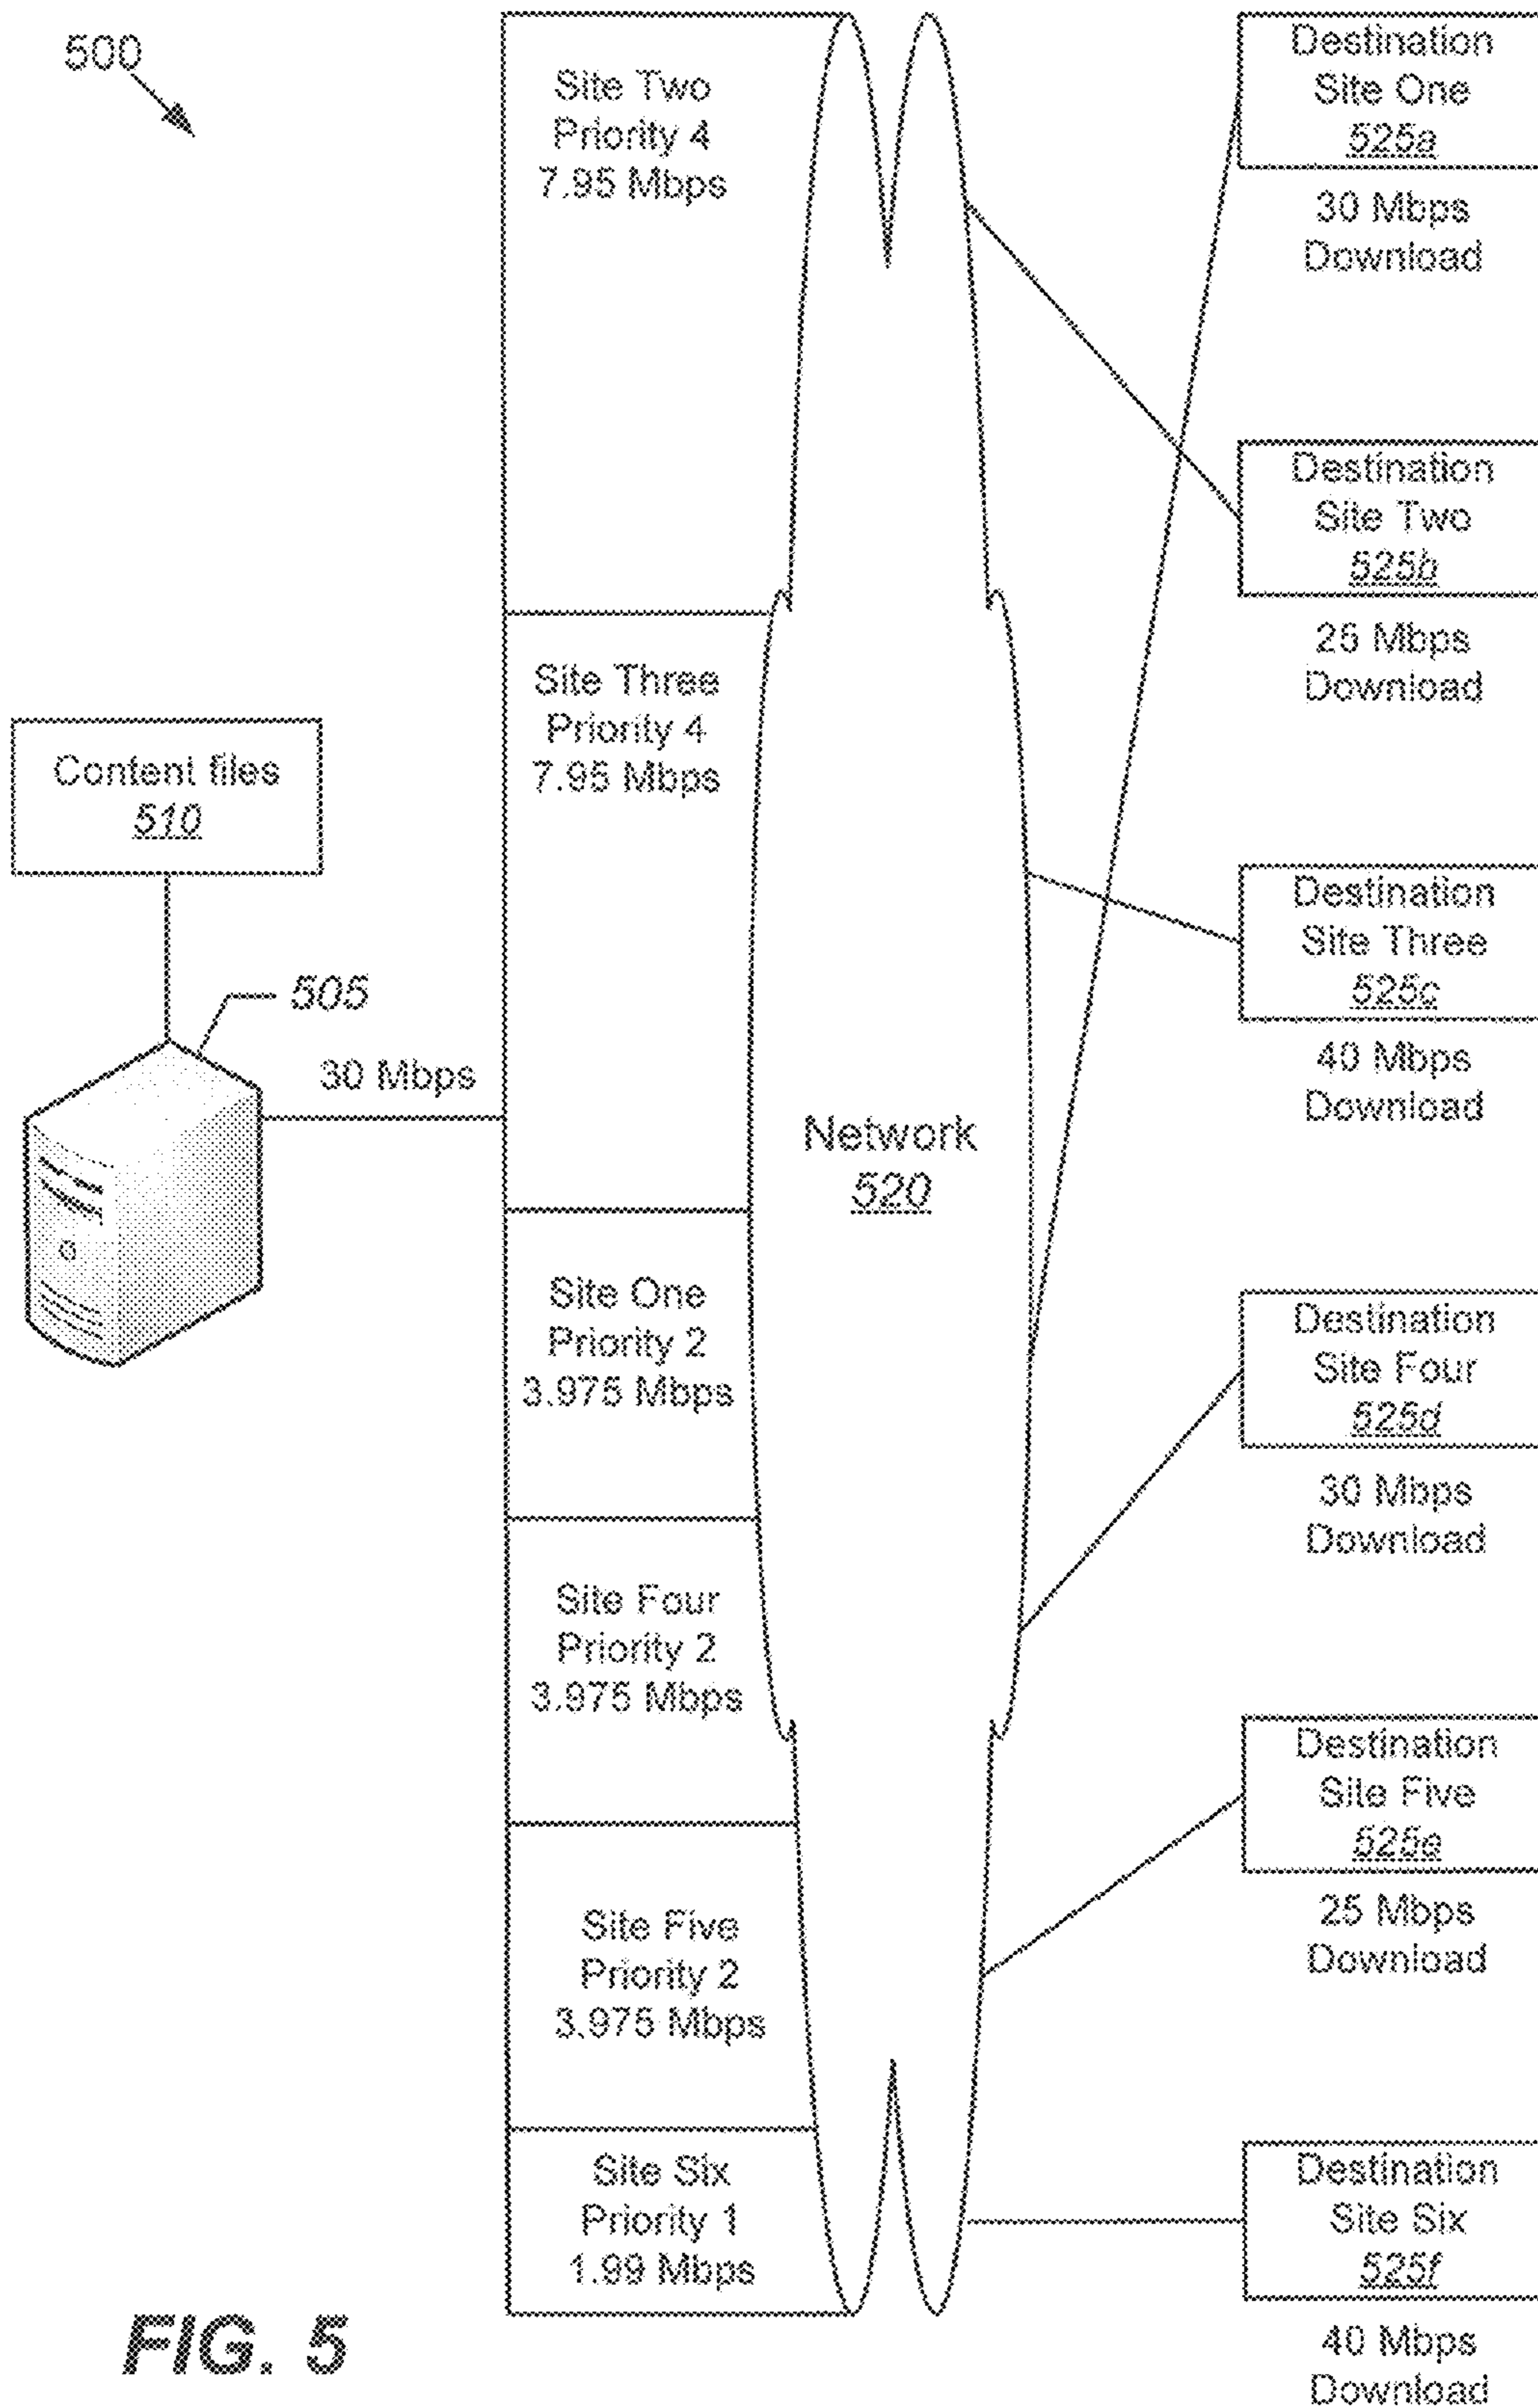 500
Site Two
Priority 4
7.95 Mbps
Site Three
Priority 4
7.95 Mbps
Content files
510
505
30 Mbps
Site One
Priority 2
3.975 Mbps
Site Four
Priority 2
3.975 Mbps
Site Five
Priority 2
3.975 Mbps
Site Six
Priority 1
1.99 Mbps
Network
520
Destination
Site One
525a
30 Mbps
Download
Destination
Site Two
525b
25 Mbps
Download
Destination
Site Three
525c
40 Mbps
Download
Destination
Site Four
525d
30 Mbps
Download
Destination
Site Five
525e
25 Mbps
Download
Destination
Site Six
525f
40 Mbps
Download
FIG. 5